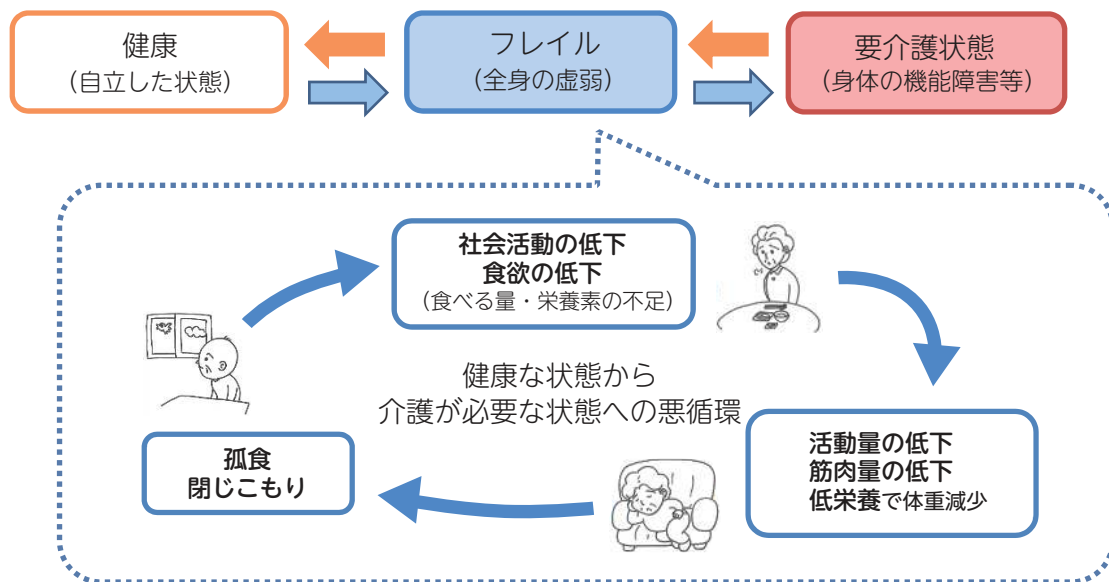 健康
(自立した状態)
フレイル
(全身の虚弱)
要介護状態
(身体の機能障害等)
社会活動の低下
食欲の低下
(食べる量・栄養素の不足)
健康な状態から
介護が必要な状態への悪循環
活動量の低下
筋肉量の低下
低栄養で体重減少
孤食
閉じこもり